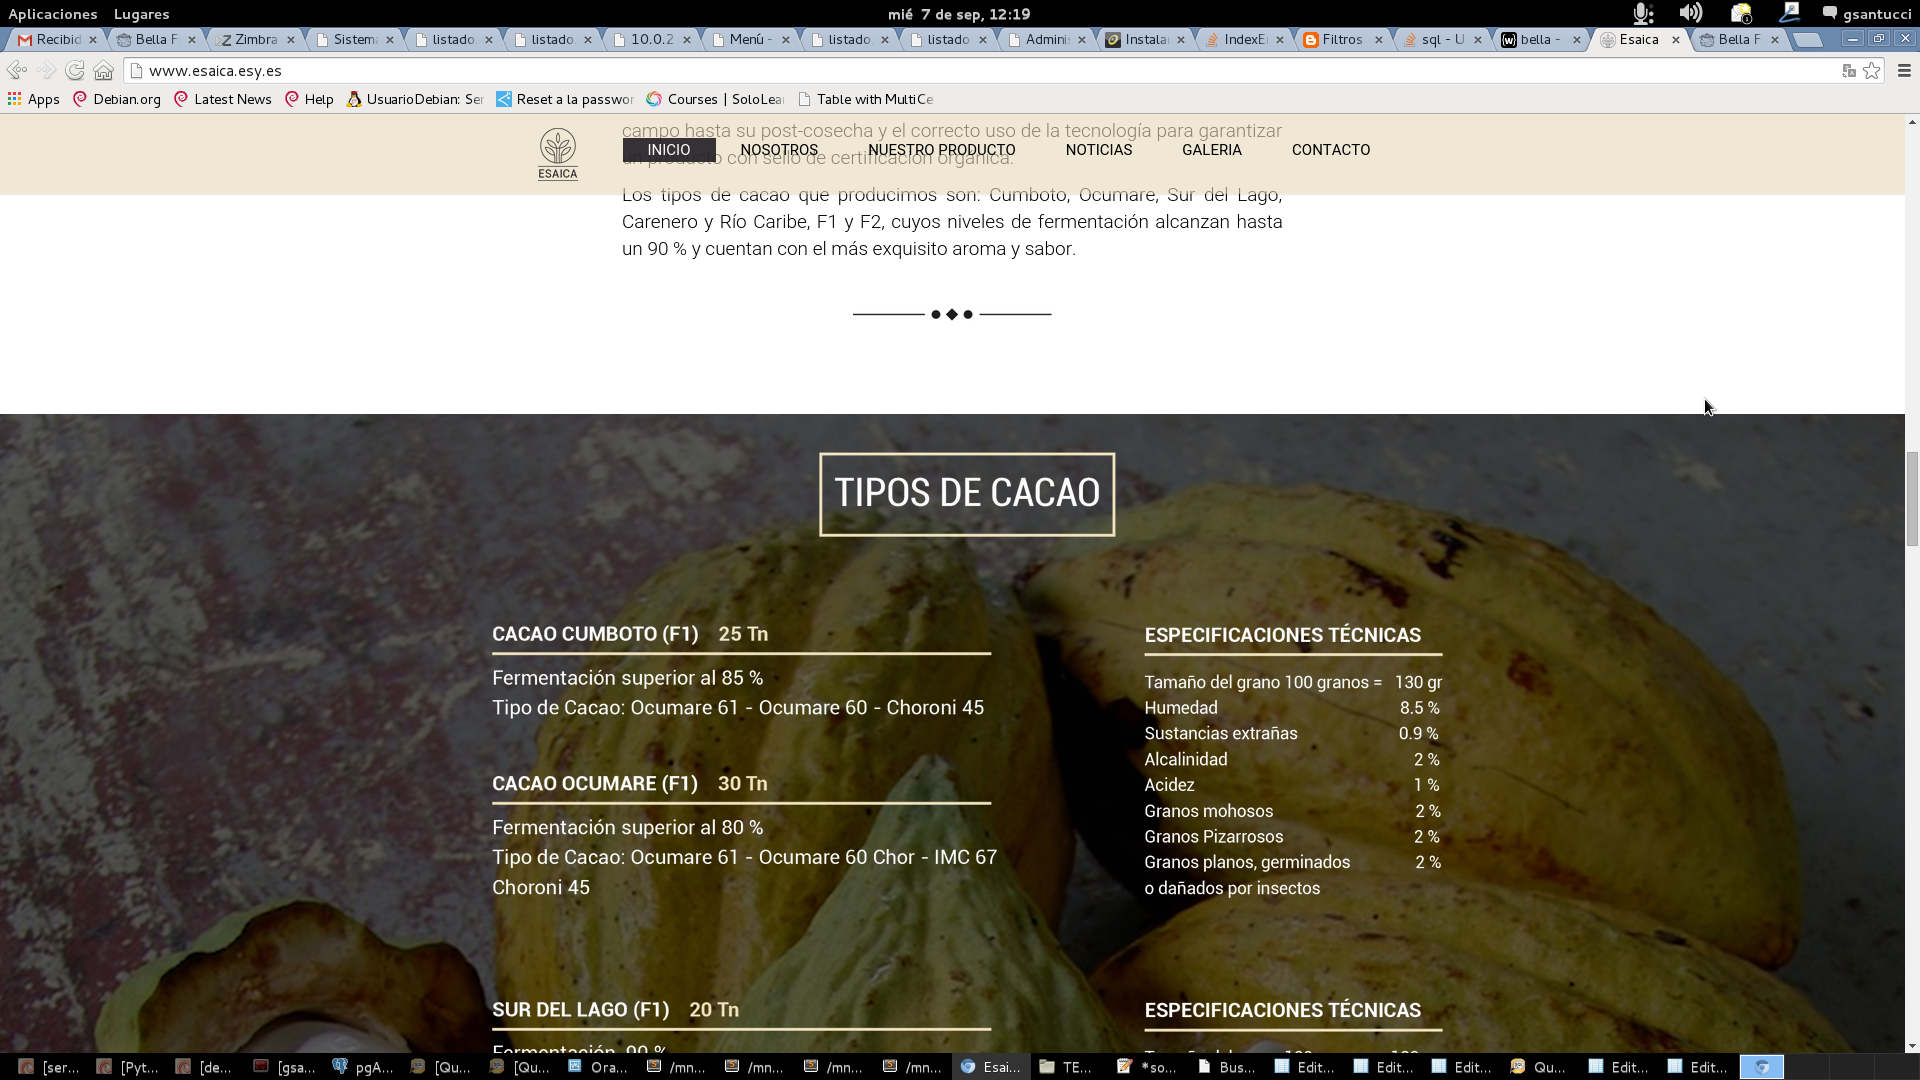 Aplicaciones Lugares mié 7 de sep, 12:19 gsantucci
Recibid Bella F Zimbra Sistem listado. listado. 10.0.2 Menú - listado. listado Admini Instala IndexE Filtros sql - U bella - Esaica Bella F
www.esaica.esy.es
Apps Debian.org Latest News Help UsuarioDebian: Ser Reset a la passwor Courses | SoloLea Table with MultiCe
campo hasta su post-cosecha y el correcto uso de la tecnología para garantizar
ESAICA INICIO NOSOTROS NUESTRO PRODUCTO NOTICIAS GALERIA CONTACTO
un producto con sello de certificación orgánica.
Los tipos de cacao que producimos son: Cumboto, Ocumare, Sur del Lago,
Carenero y Río Caribe, F1 y F2, cuyos niveles de fermentación alcanzan hasta
un 90 % y cuentan con el más exquisito aroma y sabor.
TIPOS DE CACAO
CACAO CUMBOTO (F1) 25 Tn
Fermentación superior al 85 %
Tipo de Cacao: Ocumare 61 - Ocumare 60 - Choroni 45
CACAO OCUMARE (F1) 30 Tn
Fermentación superior al 80 %
Tipo de Cacao: Ocumare 61 - Ocumare 60 Chor - IMC 67
Choroni 45
ESPECIFICACIONES TÉCNICAS
Tamaño del grano 100 granos = 130 gr
Humedad 8.5 %
Sustancias extrañas 0.9 %
Alcalinidad 2 %
Acidez 1 %
Granos mohosos 2 %
Granos Pizarrosos 2 %
Granos planos, germinados 2 %
o dañados por insectos
SUR DEL LAGO (F1) 20 Tn
Fermentación 90 %
ESPECIFICACIONES TÉCNICAS
[ser... [Pyt... [de... [gsa... pgA... [Qu... [Qu... Ora... /mn... /mn... /mn... /mn... Esai... TE... *so... Bus... Edit... Edit... Edit... Qu... Edit... Edit...